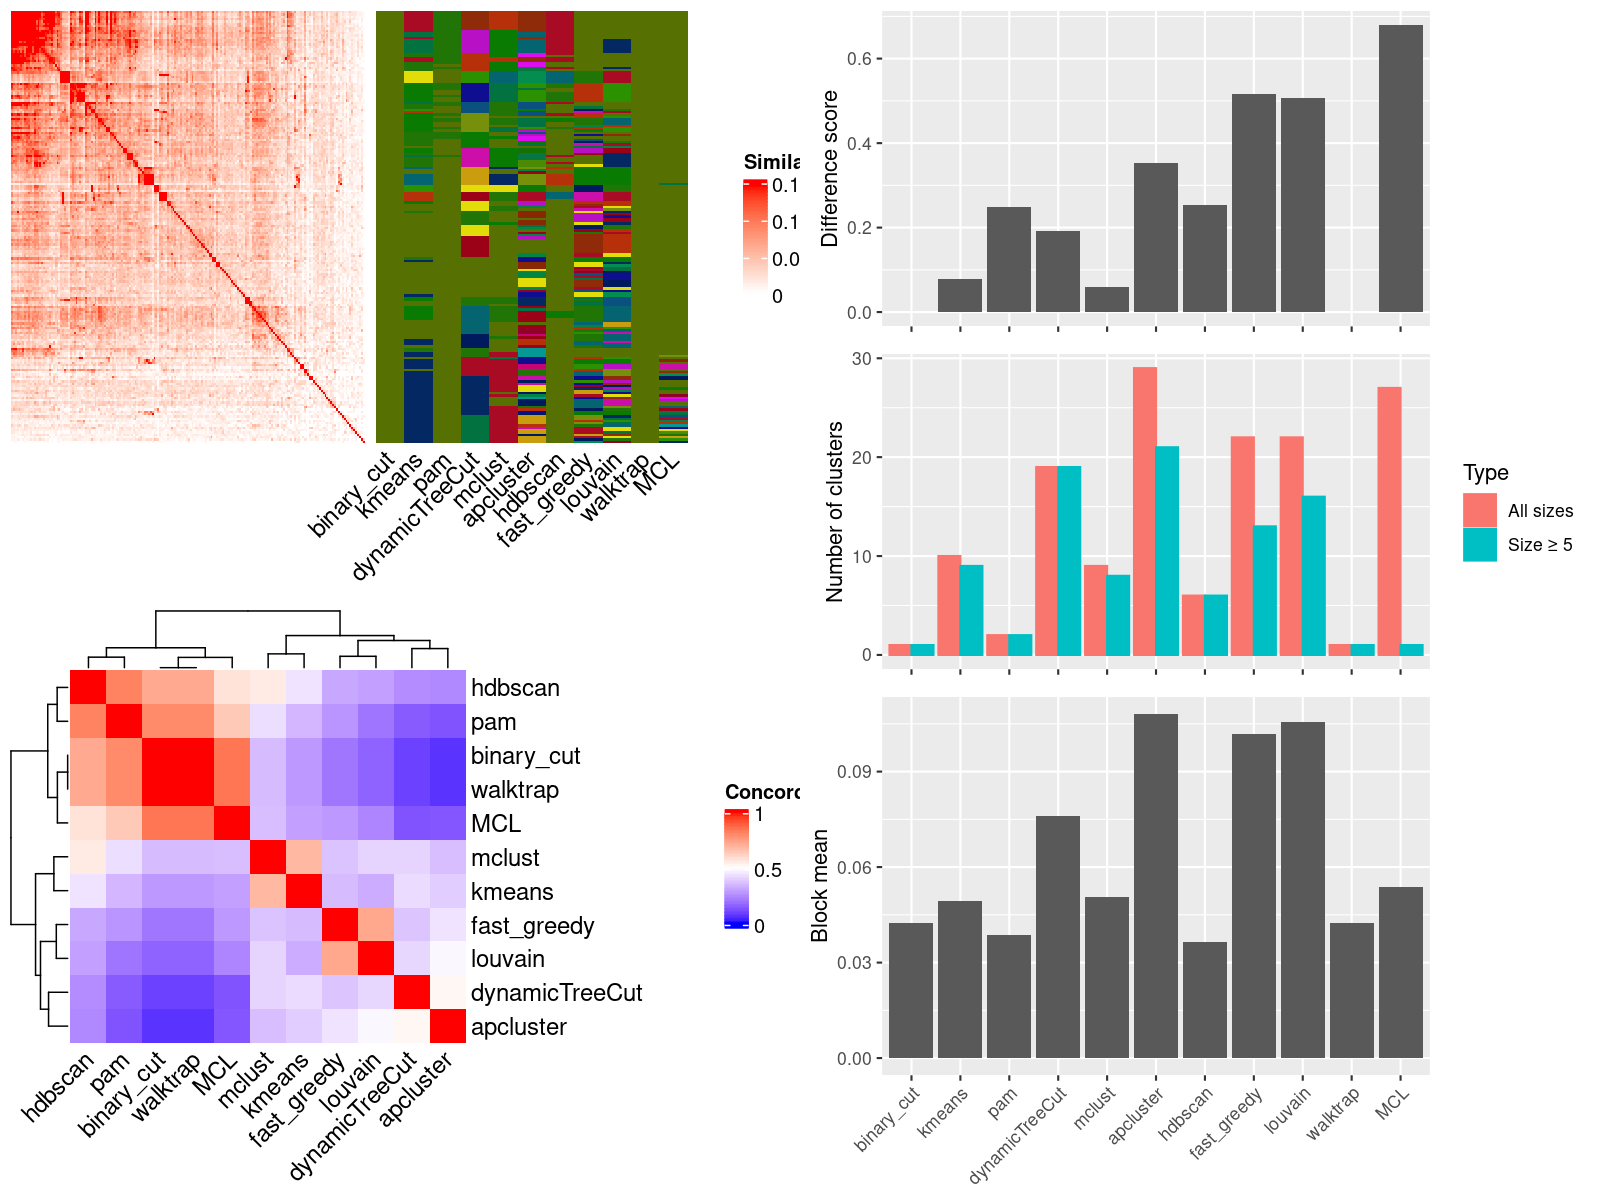 Simila
0.1
0.1
0.0
0
binary_cut
kmeans
pam
dynamicTreeCut
mclust
apcluster
hdbscan
fast_greedy
louvain
walktrap
MCL
hdbscan
pam
binary_cut
walktrap
MCL
mclust
kmeans
fast_greedy
louvain
dynamicTreeCut
apcluster
hdbscan
pam
binary_cut
walktrap
MCL
mclust
kmeans
fast_greedy
louvain
dynamicTreeCut
apcluster
Concord
1
0.5
0
Difference score
0.6
0.4
0.2
0.0
Number of clusters
30
20
10
0
Type
All sizes
Size ≥ 5
Block mean
0.09
0.06
0.03
0.00
binary_cut
kmeans
pam
dynamicTreeCut
mclust
apcluster
hdbscan
fast_greedy
louvain
walktrap
MCL